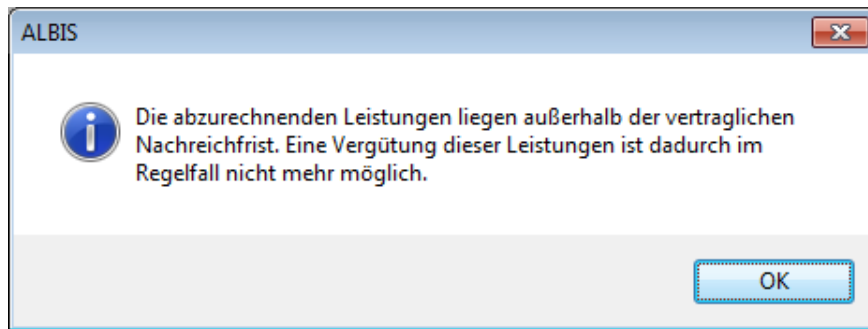 ALBIS
Die abzurechnenden Leistungen liegen außerhalb der vertraglichen
Nachreichfrist. Eine Vergütung dieser Leistungen ist dadurch im
Regelfall nicht mehr möglich.
OK